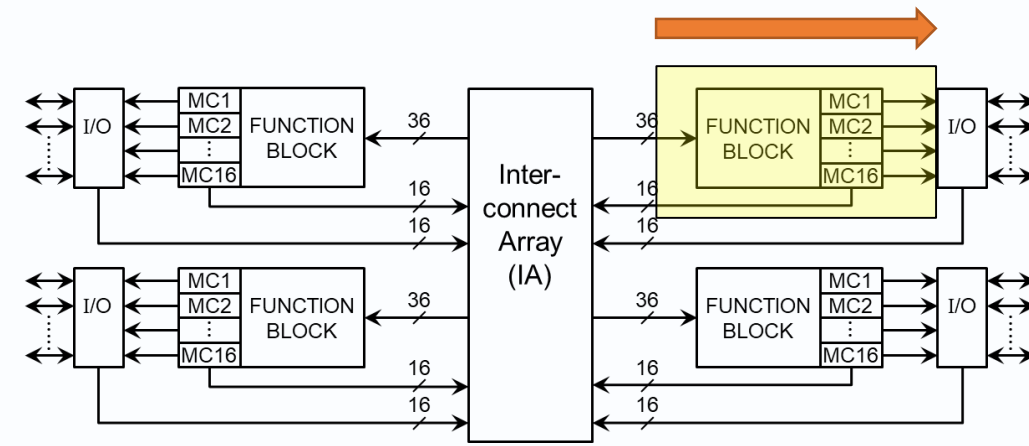 I/O
MC1
MC2
⋮
MC16
FUNCTION
BLOCK
36
16
16
Inter-
connect
Array
(IA)
36
16
16
FUNCTION
BLOCK
MC1
MC2
⋮
MC16
I/O
I/O
MC1
MC2
⋮
MC16
FUNCTION
BLOCK
36
16
16
36
16
16
FUNCTION
BLOCK
MC1
MC2
⋮
MC16
I/O